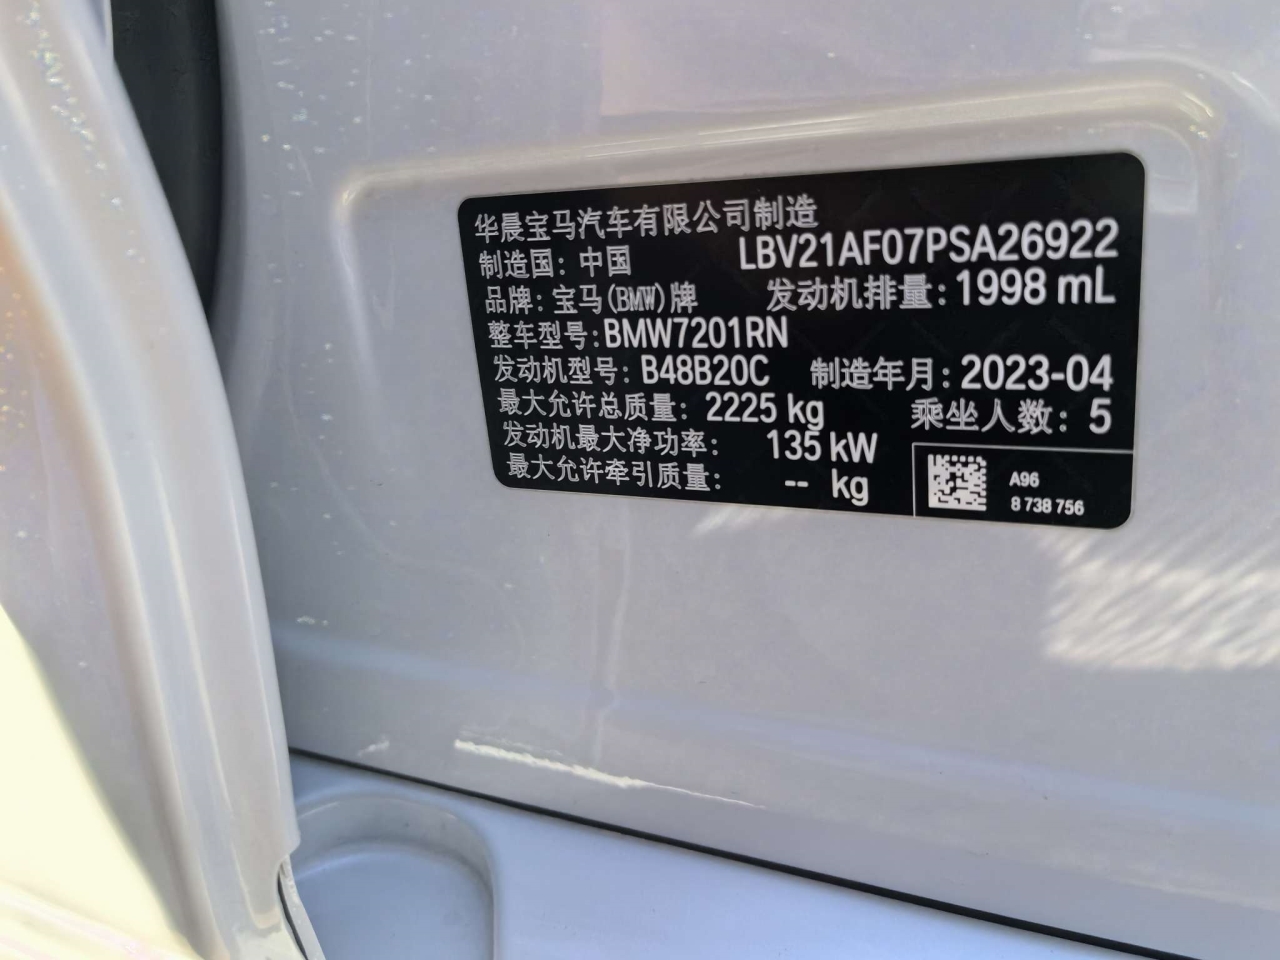 华晨宝马汽车有限公司制造
制造国：中国 LBV21AF07PSA26922
品牌：宝马(BMW)牌 发动机排量：1998 mL
整车型号：BMW7201RN
发动机型号：B48B20C 制造年月：2023-04
最大允许总质量：2225 kg 乘坐人数：5
发动机最大净功率： 135 kW
最大允许牵引质量： -- kg
A96
8 738 756